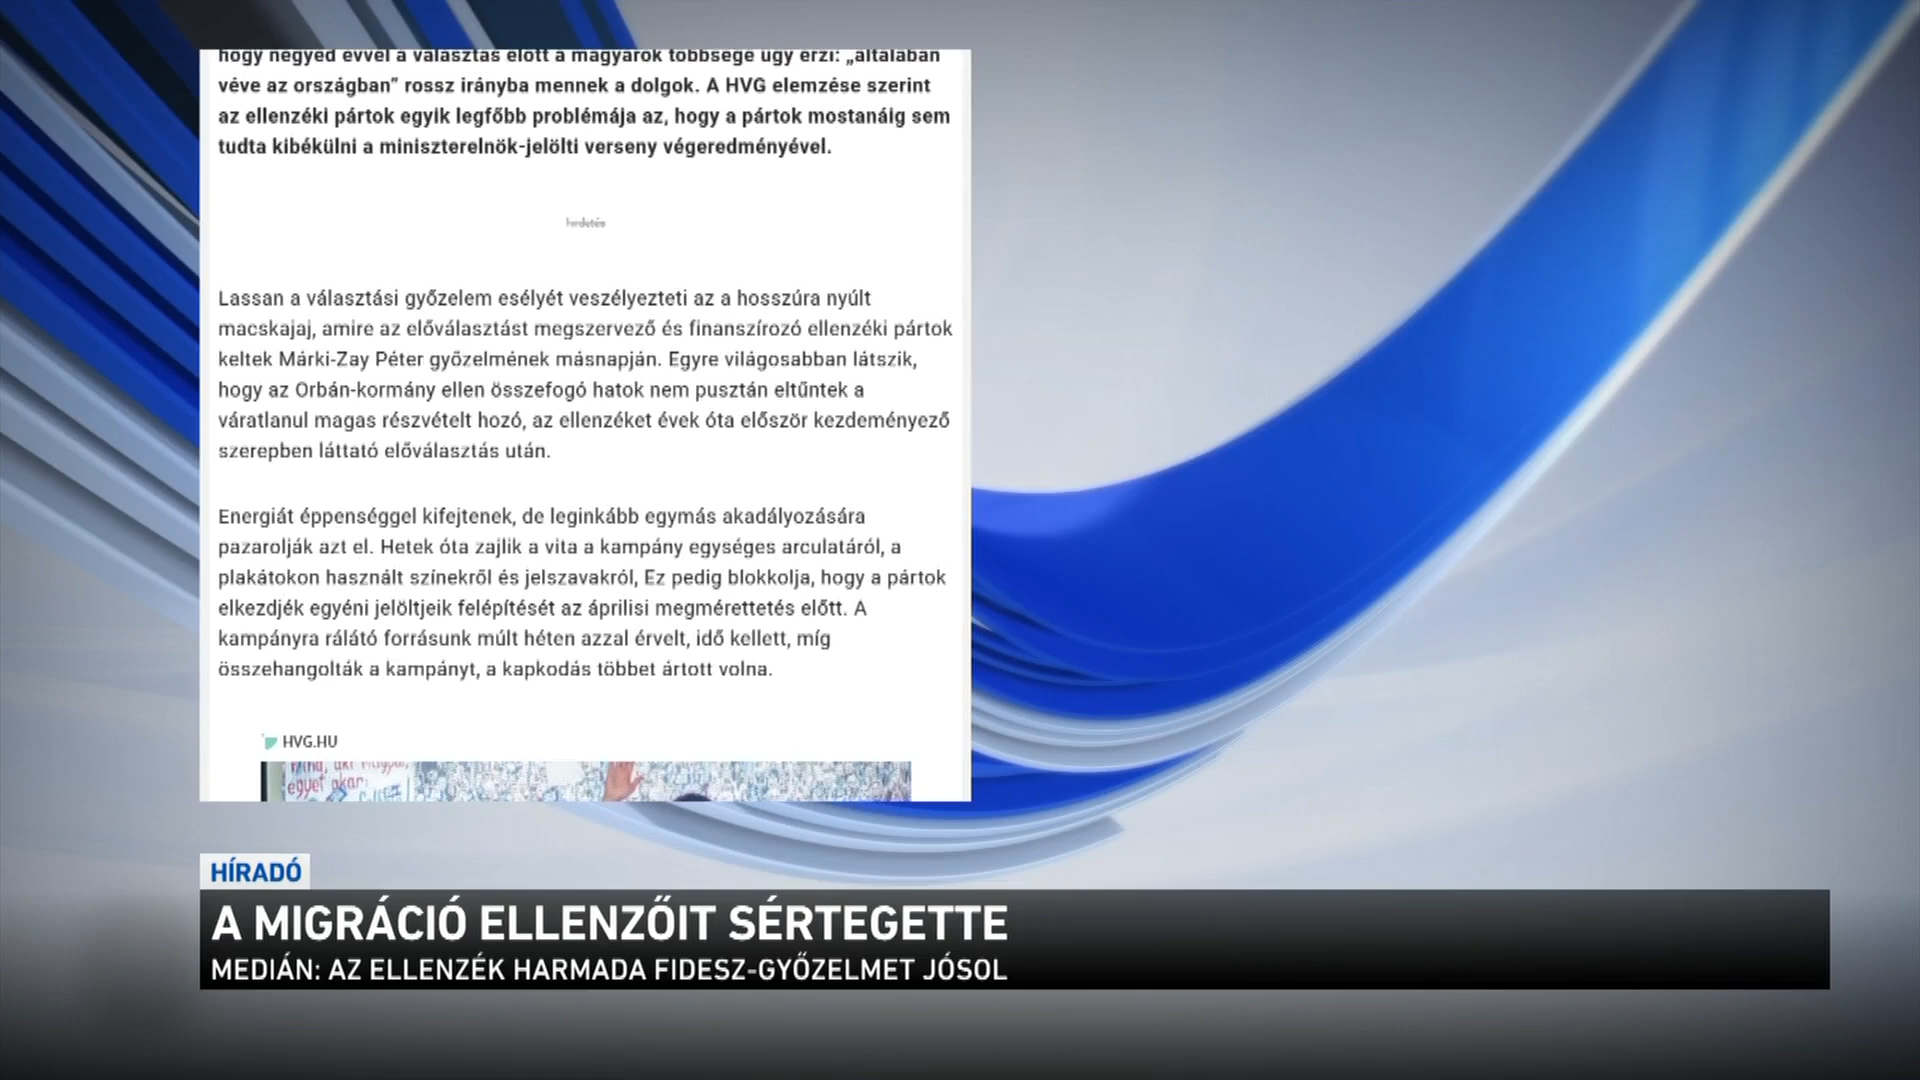 hogy negyed évvel a választás előtt a magyarok többsége úgy érzi: „általában
véve az országban” rossz irányba mennek a dolgok. A HVG elemzése szerint
az ellenzéki pártok egyik legfőbb problémája az, hogy a pártok mostanáig sem
tudta kibékülni a miniszterelnök-jelölti verseny végeredményével.
hirdetés
Lassan a választási győzelem esélyét veszélyezteti az a hosszúra nyúlt
macskajaj, amire az előválasztást megszervező és finanszírozó ellenzéki pártok
keltek Márki-Zay Péter győzelmének másnapján. Egyre világosabban látszik,
hogy az Orbán-kormány ellen összefogó hatok nem pusztán eltűntek a
váratlanul magas részvételt hozó, az ellenzéket évek óta először kezdeményező
szerepben láttató előválasztás után.
Energiát éppenséggel kifejtenek, de leginkább egymás akadályozására
pazarolják azt el. Hetek óta zajlik a vita a kampány egységes arculatáról, a
plakátokon használt színekről és jelszavakról, Ez pedig blokkolja, hogy a pártok
elkezdjék egyéni jelöltjeik felépítését az áprilisi megmérettetés előtt. A
kampányra rálátó forrásunk múlt héten azzal érvelt, idő kellett, míg
összehangolták a kampányt, a kapkodás többet ártott volna.
HVG.HU
egyet akar:
HÍRADÓ
A MIGRÁCIÓ ELLENZŐIT SÉRTEGETTE
MEDIÁN: AZ ELLENZÉK HARMADA FIDESZ-GYŐZELMET JÓSOL